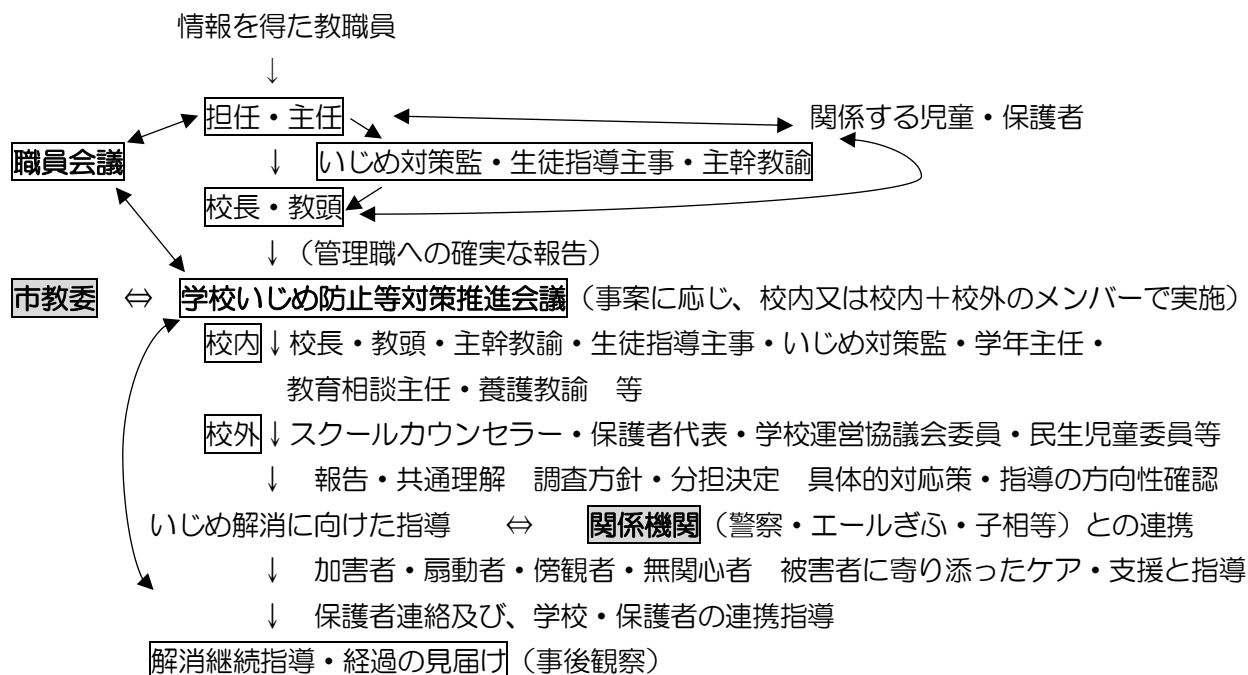 情報を得た教職員
↓
担任・主任 関係する児童・保護者
職員会議 ↓ いじめ対策監・生徒指導主事・主幹教諭
校長・教頭
↓（管理職への確実な報告）
市教委 ⇔ 学校いじめ防止等対策推進会議（事案に応じ、校内又は校内＋校外のメンバーで実施）
校内↓校長・教頭・主幹教諭・生徒指導主事・いじめ対策監・学年主任・
教育相談主任・養護教諭 等
校外↓スクールカウンセラー・保護者代表・学校運営協議会委員・民生児童委員等
↓ 報告・共通理解 調査方針・分担決定 具体的対応策・指導の方向性確認
いじめ解消に向けた指導 ⇔ 関係機関（警察・エールぎふ・子相等）との連携
↓ 加害者・扇動者・傍観者・無関心者 被害者に寄り添ったケア・支援と指導
↓ 保護者連絡及び、学校・保護者の連携指導
解消継続指導・経過の見届け（事後観察）